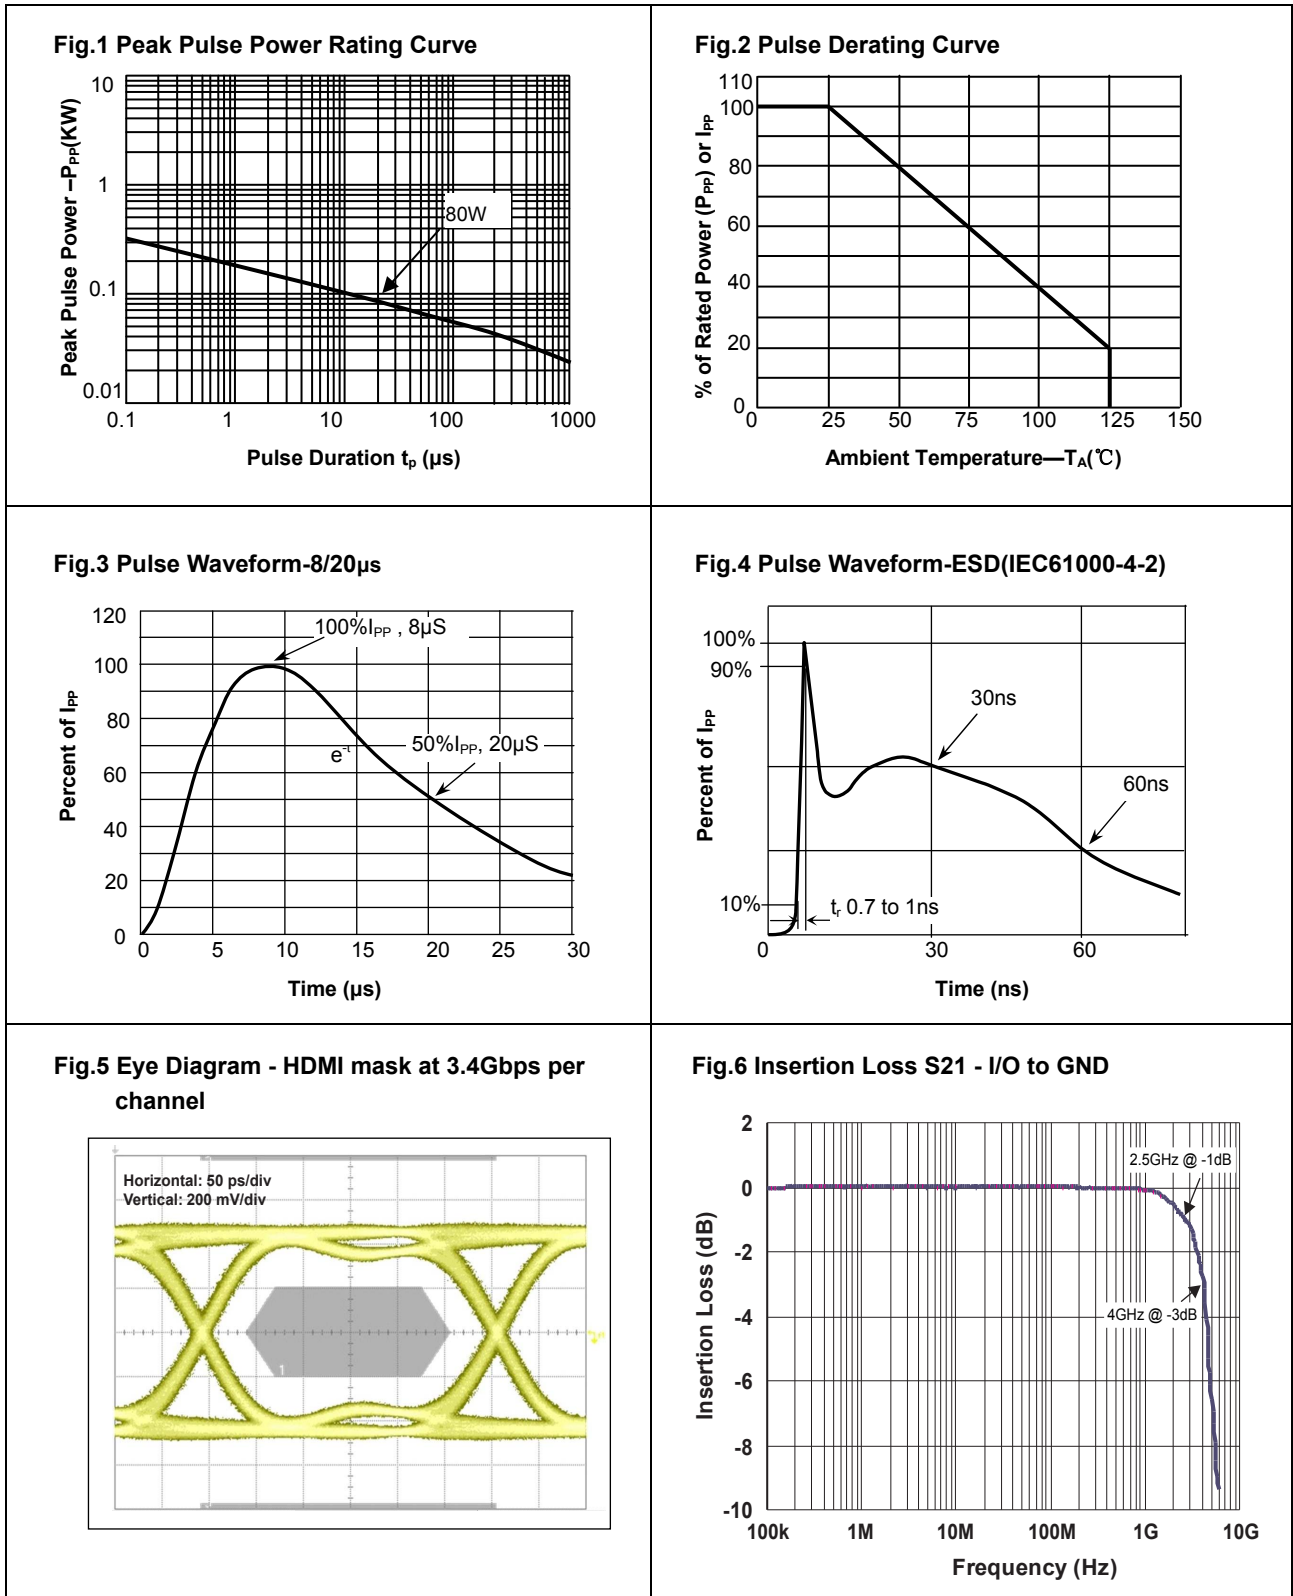 Fig.1 Peak Pulse Power Rating Curve
10
1
0.1
0.01
Peak Pulse Power –PPP(KW)
80W
0.1 1 10 100 1000
Pulse Duration tp (µs)
Fig.2 Pulse Derating Curve
110
100
80
60
40
20
0
% of Rated Power (PPP) or IPP
0 25 50 75 100 125 150
Ambient Temperature—TA(℃)
Fig.3 Pulse Waveform-8/20µs
120
100
80
60
40
20
0
Percent of IPP
100%IPP , 8µS
e-t
50%IPP, 20µS
0 5 10 15 20 25 30
Time (µs)
Fig.4 Pulse Waveform-ESD(IEC61000-4-2)
100%
90%
10%
Percent of IPP
30ns
60ns
tr 0.7 to 1ns
0 30 60
Time (ns)
Fig.5 Eye Diagram - HDMI mask at 3.4Gbps per
channel
Horizontal: 50 ps/div
Vertical: 200 mV/div
1
Fig.6 Insertion Loss S21 - I/O to GND
2
0
-2
-4
-6
-8
-10
Insertion Loss (dB)
2.5GHz @ -1dB
4GHz @ -3dB
100k 1M 10M 100M 1G 10G
Frequency (Hz)